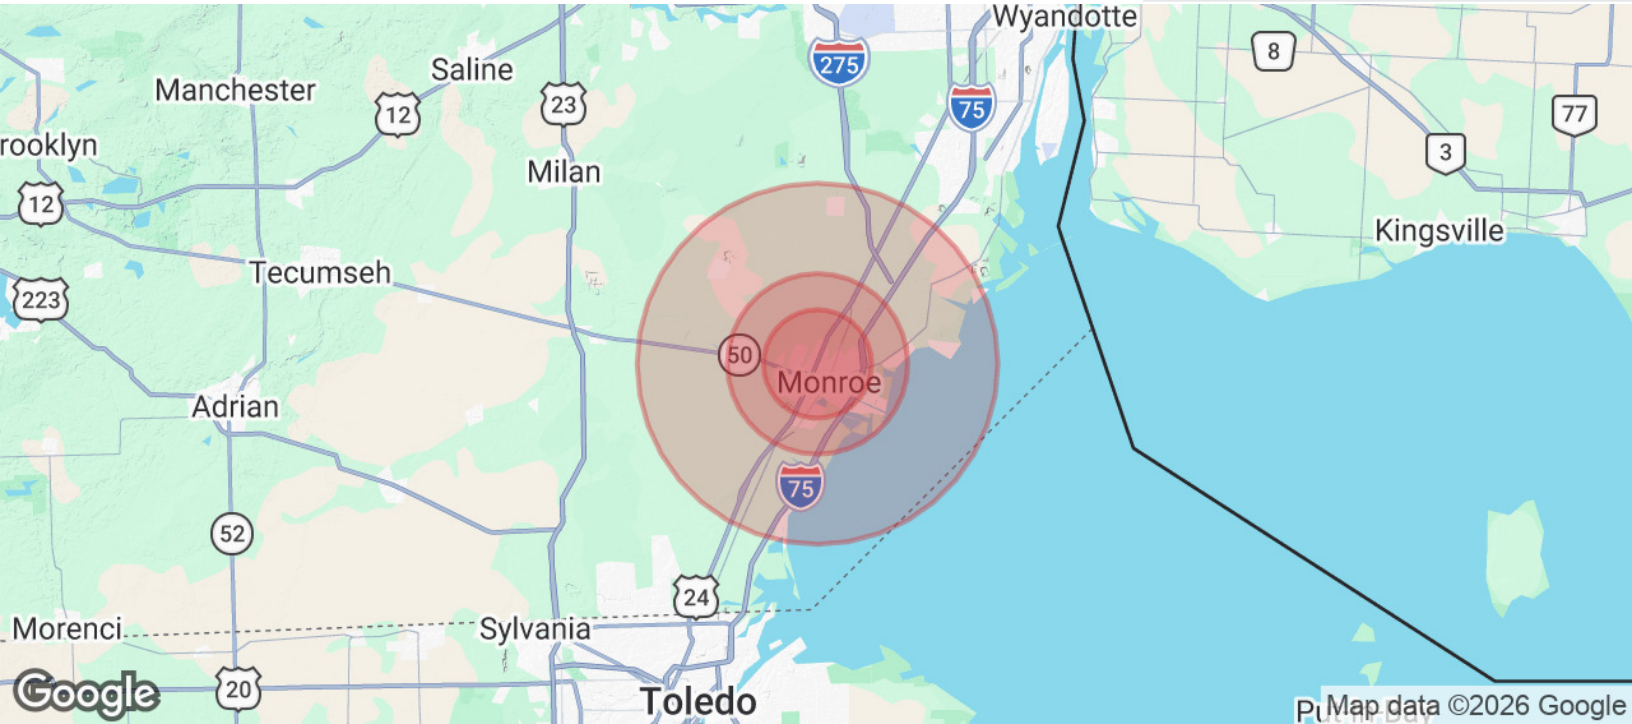 Wyandotte
8
275
Saline
Manchester
12
23
75
77
rooklyn
3
Milan
12
Kingsville
Tecumseh
223
50
Monroe
Adrian
75
52
24
Morenci
Sylvania
20
Toledo
Google
Map data ©2026 Google